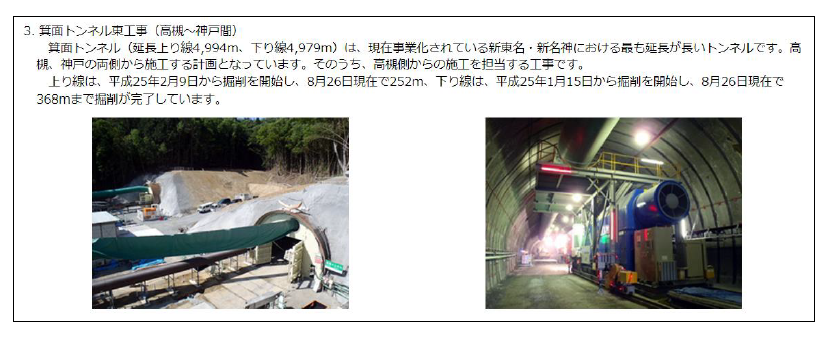 3. 箕面トンネル東工事（高槻～神戸間）
箕面トンネル（延長上り線4,994m、下り線4,979m）は、現在事業化されている新東名・新名神における最も延長が長いトンネルです。高
槻、神戸の両側から施工する計画となっています。そのうち、高槻側からの施工を担当する工事です。
上り線は、平成25年2月9日から掘削を開始し、8月26日現在で252m、下り線は、平成25年1月15日から掘削を開始し、8月26日現在で
368mまで掘削が完了しています。